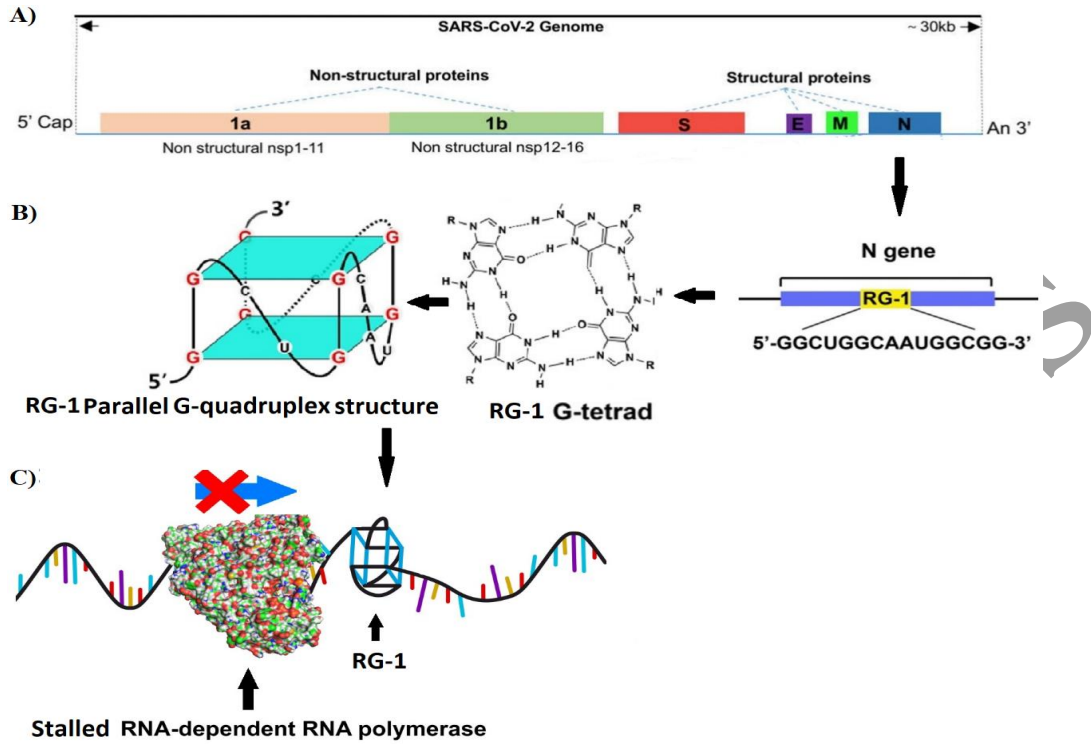 A)
SARS-CoV-2 Genome
~ 30kb
Non-structural proteins
Structural proteins
5' Cap
1a
1b
S
E
M
N
An 3'
Non structural nsp1-11
Non structural nsp12-16
B)
3′
G
G
G
G
G
G
G
G
C
U
C
A
A
U
C
5′
RG-1 Parallel G-quadruplex structure
R
N
N
N
N
N
O
H
H
H
RG-1 G-tetrad
N gene
RG-1
5'-GGCUGGCAAUGGCGG-3'
S
C)
RG-1
Stalled RNA-dependent RNA polymerase